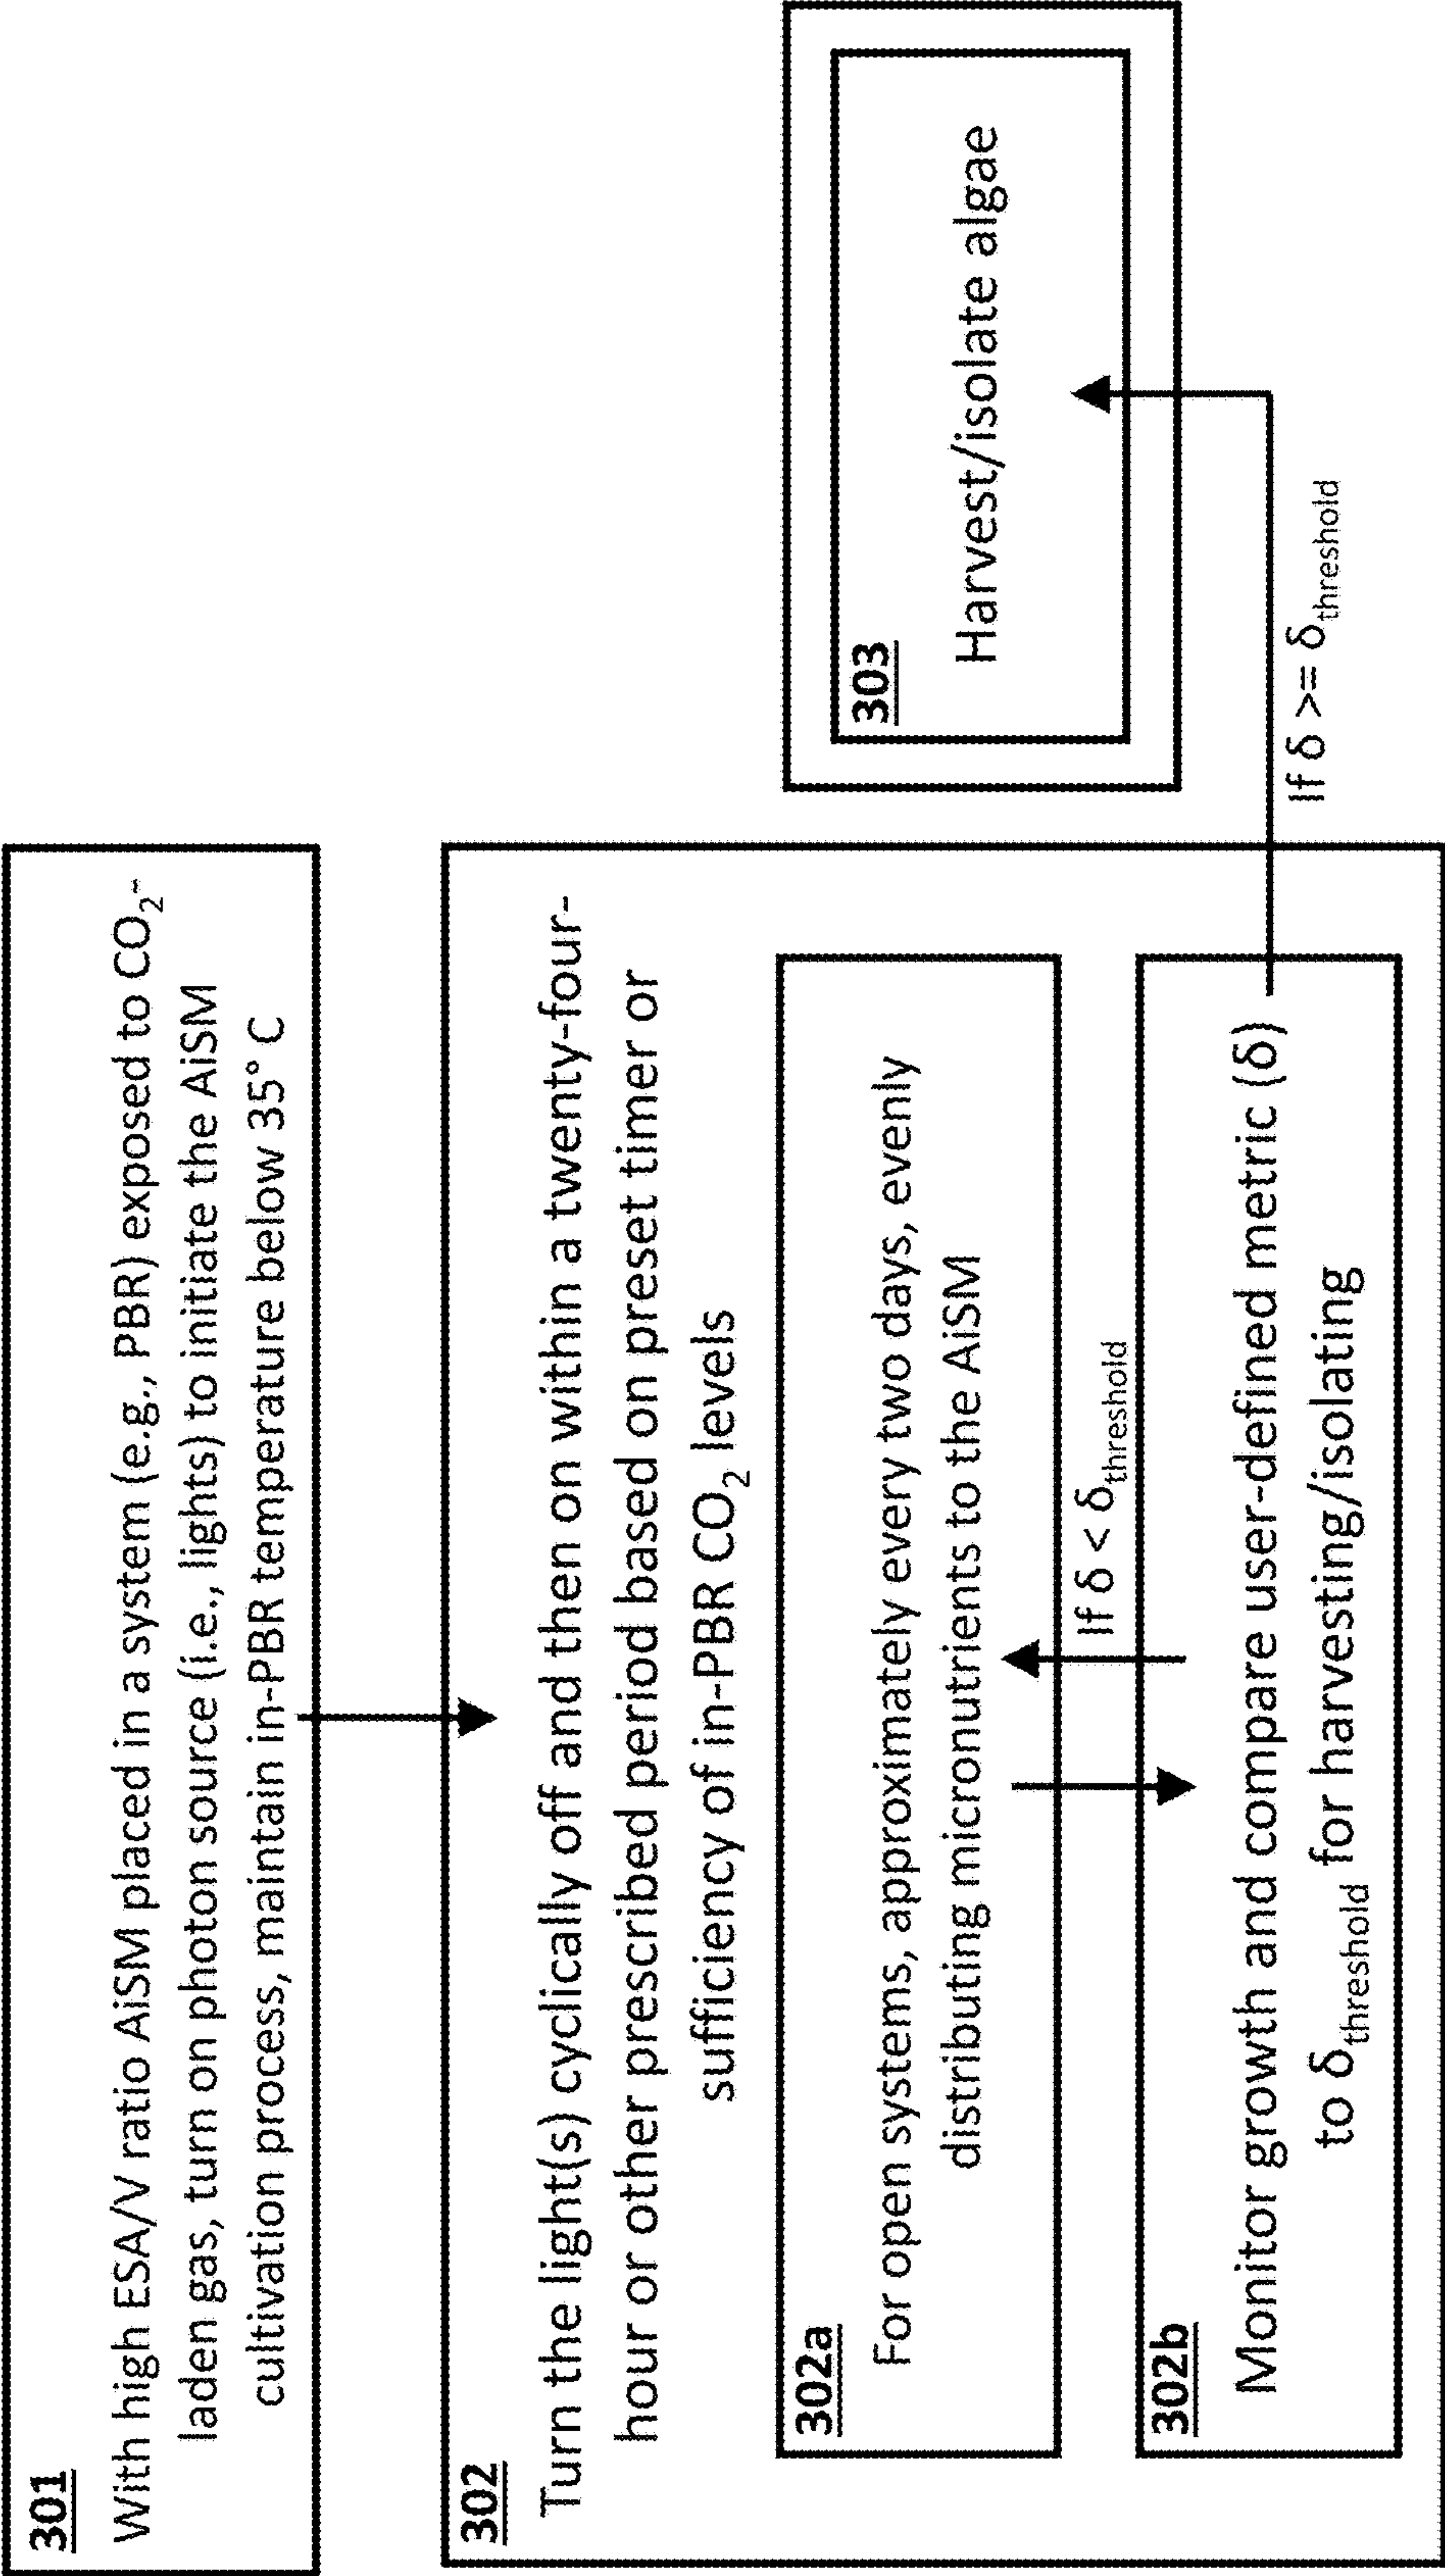 301
With high ESA/V ratio AiSM placed in a system (e.g., PBR) exposed to CO₂-
laden gas, turn on photon source (i.e., lights) to initiate the AiSM
cultivation process, maintain in-PBR temperature below 35° C
302
Turn the light(s) cyclically off and then on within a twenty-four-
hour or other prescribed period based on preset timer or
sufficiency of in-PBR CO₂ levels
302a
For open systems, approximately every two days, evenly
distributing micronutrients to the AiSM
If δ < δthreshold
302b
Monitor growth and compare user-defined metric (δ)
to δthreshold for harvesting/isolating
If δ >= δthreshold
303
Harvest/isolate algae